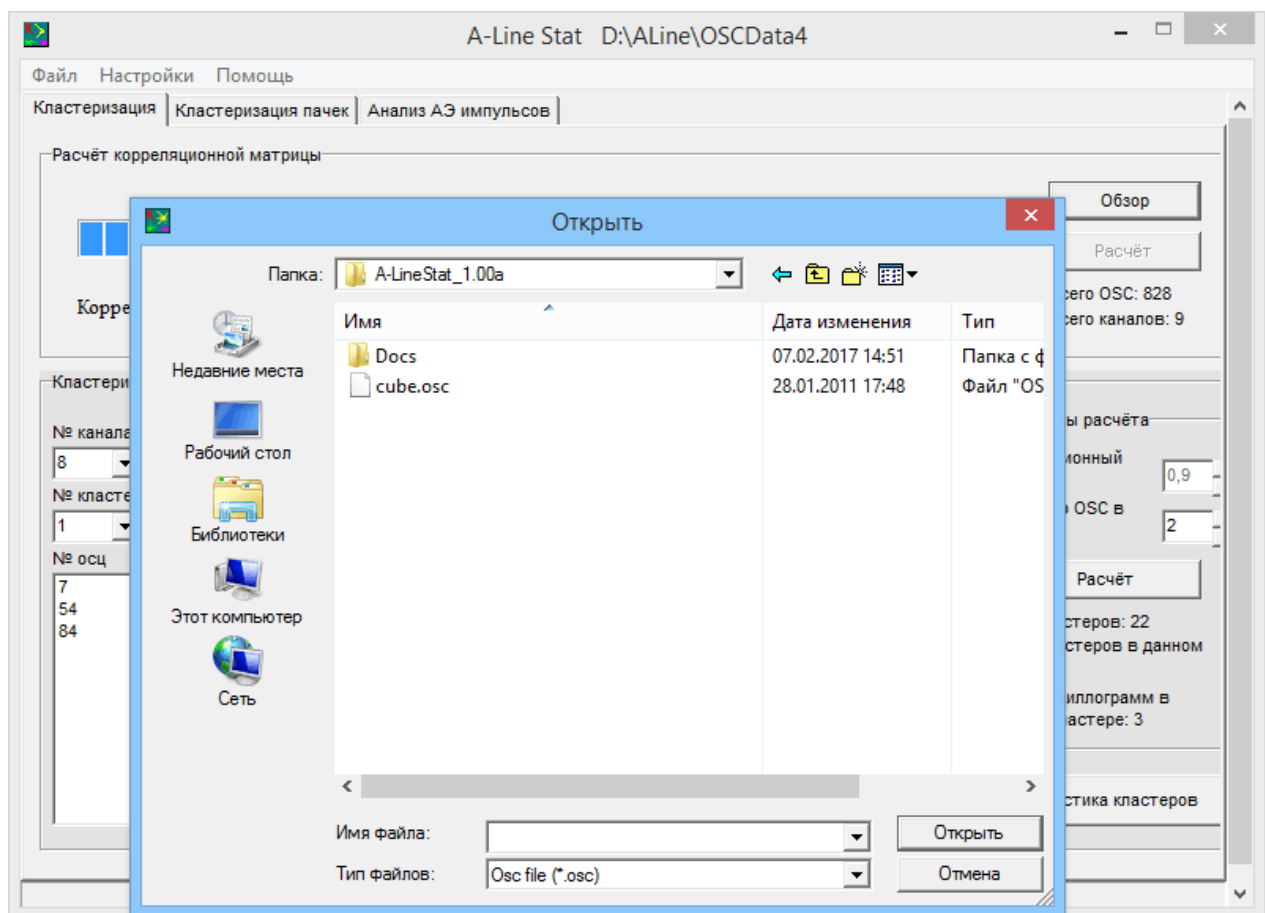 A-Line Stat D:\ALine\OSCData4
Файл Настройки Помощь
Кластеризация Кластеризация пачек Анализ АЭ импульсов
Расчёт корреляционной матрицы
Обзор
Расчёт
Корре
сего OSC: 828
сего каналов: 9
Открыть
Папка: A-LineStat_1.00a
Имя Дата изменения Тип
Docs 07.02.2017 14:51 Папка с ф
cube.osc 28.01.2011 17:48 Файл "OS
Недавние места
Рабочий стол
Библиотеки
Этот компьютер
Сеть
Имя файла:
Открыть
Тип файлов: Osc file (*.osc)
Отмена
Кластери
№ канала
8
№ класте
1
№ осц
7
54
84
ы расчёта
ионный
0,9
OSC в
2
Расчёт
стеров: 22
стеров в данном
иллограмм в
астере: 3
стика кластеров